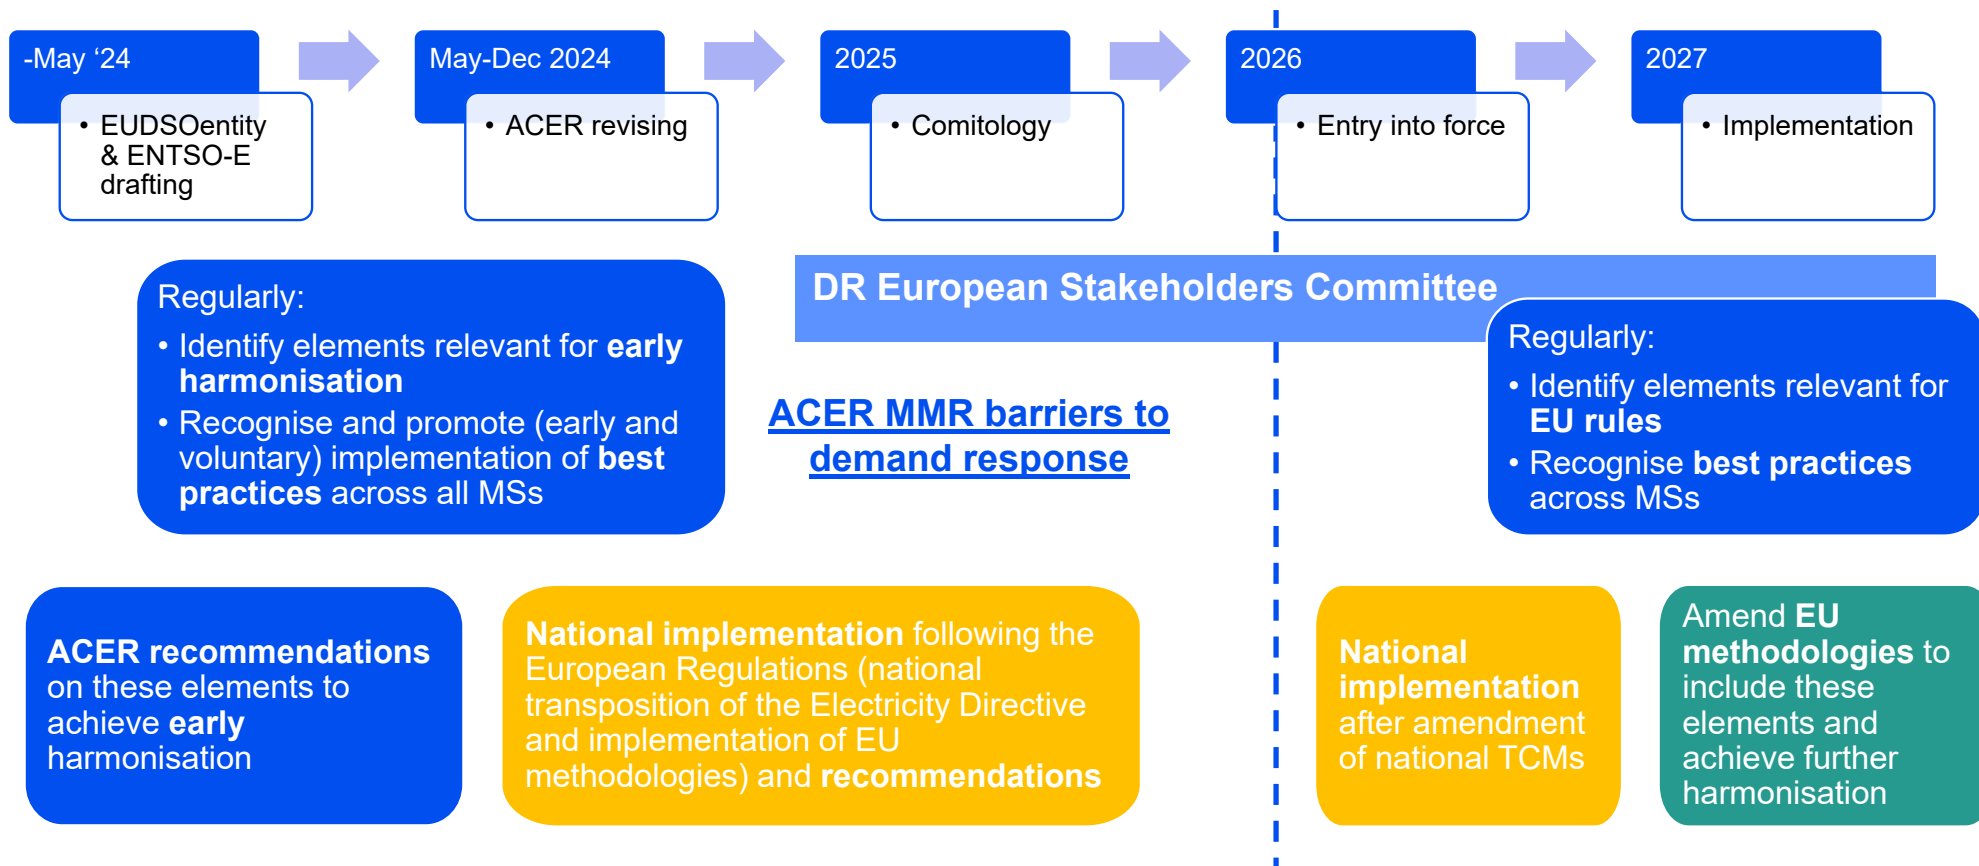 -May ‘24
• EUDSOentity
& ENTSO-E
drafting
May-Dec 2024
• ACER revising
2025
• Comitology
2026
• Entry into force
2027
• Implementation
Regularly:
• Identify elements relevant for early
harmonisation
• Recognise and promote (early and
voluntary) implementation of best
practices across all MSs
DR European Stakeholders Committee
ACER MMR barriers to
demand response
Regularly:
• Identify elements relevant for
EU rules
• Recognise best practices
across MSs
ACER recommendations
on these elements to
achieve early
harmonisation
National implementation following the
European Regulations (national
transposition of the Electricity Directive
and implementation of EU
methodologies) and recommendations
National
implementation
after amendment
of national TCMs
Amend EU
methodologies to
include these
elements and
achieve further
harmonisation